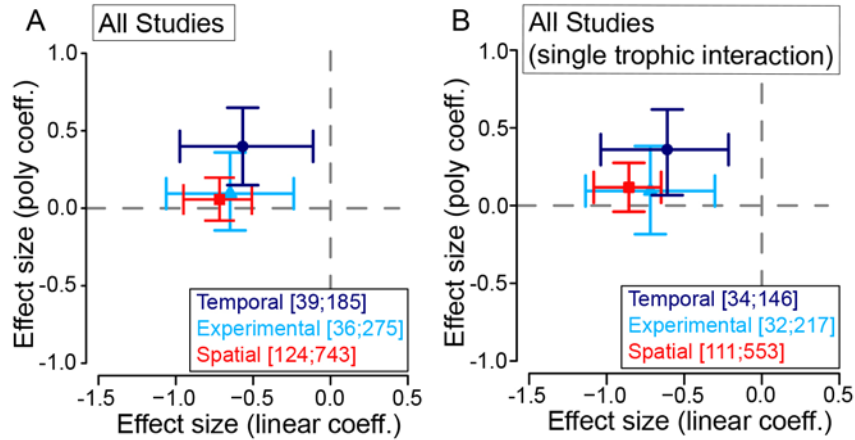 A
All Studies
Effect size (poly coeff.)
1.0
0.5
0.0
-0.5
-1.0
Temporal [39;185]
Experimental [36;275]
Spatial [124;743]
-1.5
-1.0
-0.5
0.0
0.5
Effect size (linear coeff.)
B
All Studies
(single trophic interaction)
Effect size (poly coeff.)
1.0
0.5
0.0
-0.5
-1.0
Temporal [34;146]
Experimental [32;217]
Spatial [111;553]
-1.5
-1.0
-0.5
0.0
0.5
Effect size (linear coeff.)